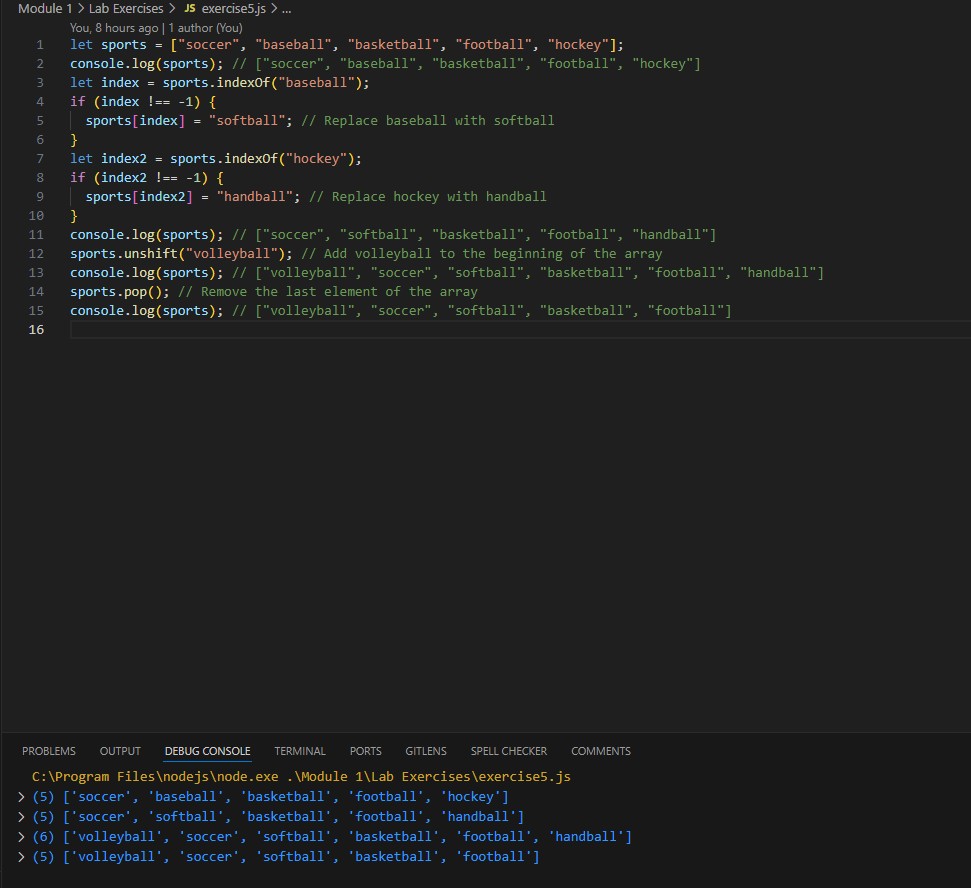 Module 1 > Lab Exercises > JS exercise5.js > ...
You, 8 hours ago | 1 author (You)
1 let sports = ["soccer", "baseball", "basketball", "football", "hockey"];
2 console.log(sports); // ["soccer", "baseball", "basketball", "football", "hockey"]
3 let index = sports.indexOf("baseball");
4 if (index !== -1) {
5   sports[index] = "softball"; // Replace baseball with softball
6 }
7 let index2 = sports.indexOf("hockey");
8 if (index2 !== -1) {
9   sports[index2] = "handball"; // Replace hockey with handball
10 }
11 console.log(sports); // ["soccer", "softball", "basketball", "football", "handball"]
12 sports.unshift("volleyball"); // Add volleyball to the beginning of the array
13 console.log(sports); // ["volleyball", "soccer", "softball", "basketball", "football", "handball"]
14 sports.pop(); // Remove the last element of the array
15 console.log(sports); // ["volleyball", "soccer", "softball", "basketball", "football"]
16
PROBLEMS OUTPUT DEBUG CONSOLE TERMINAL PORTS GITLENS SPELL CHECKER COMMENTS
C:\Program Files\nodejs\node.exe .\Module 1\Lab Exercises\exercise5.js
> (5) ['soccer', 'baseball', 'basketball', 'football', 'hockey']
> (5) ['soccer', 'softball', 'basketball', 'football', 'handball']
> (6) ['volleyball', 'soccer', 'softball', 'basketball', 'football', 'handball']
> (5) ['volleyball', 'soccer', 'softball', 'basketball', 'football']